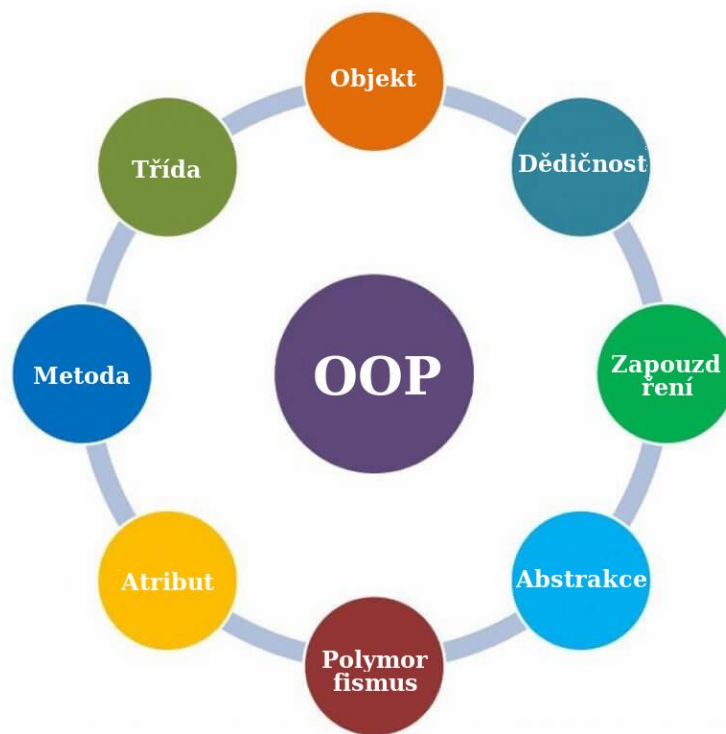 Objekt
Dědičnost
Zapouzd
ření
Abstrakce
Polymor
fismus
Atribut
Metoda
Třída
OOP